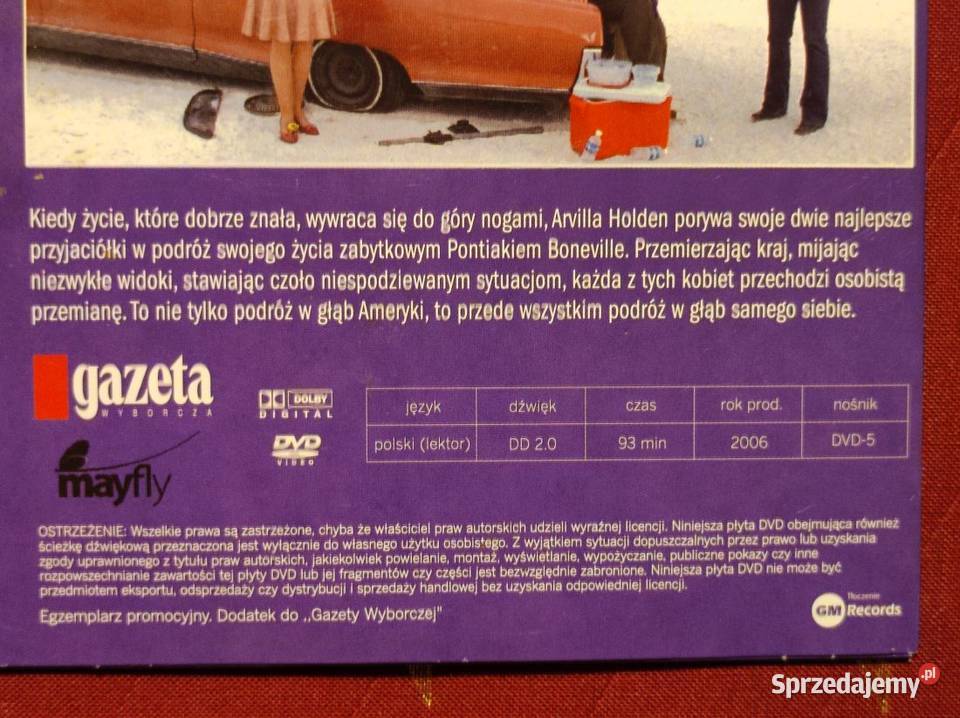 Kiedy życie, które dobrze znała, wywraca się do góry nogami, Arvilla Holden porywa swoje dwie najlepsze
przyjaciółki w podróż swojego życia zabytkowym Pontiakiem Boneville. Przemierzając kraj, mijając
niezwykłe widoki, stawiając czoło niespodziewanym sytuacjom, każda z tych kobiet przechodzi osobistą
przemianę. To nie tylko podróż w głąb Ameryki, to przede wszystkim podróż w głąb samego siebie.
gazeta
WYBORCZA
mayfly
DOLBY
DIGITAL
DVD
VIDEO
język dźwięk czas rok prod. nośnik
polski (lektor) DD 2.0 93 min 2006 DVD-5
OSTRZEŻENIE: Wszelkie prawa są zastrzeżone, chyba że właściciel praw autorskich udzieli wyraźnej licencji. Niniejsza płyta DVD obejmująca również
ścieżkę dźwiękową przeznaczona jest wyłącznie do własnego użytku osobistego. Z wyjątkiem sytuacji dopuszczalnych przez prawo lub uzyskania
zgody uprawnionego z tytułu praw autorskich, jakiekolwiek powielanie, montaż, wyświetlanie, wypożyczanie, publiczne pokazy czy inne
rozpowszechnianie zawartości tej płyty DVD lub jej fragmentów czy części jest bezwzględnie zabronione. Niniejsza płyta DVD nie może być
przedmiotem eksportu, odsprzedaży czy dystrybucji i sprzedaży handlowej bez uzyskania odpowiedniej licencji.
Egzemplarz promocyjny. Dodatek do ,,Gazety Wyborczej"
Tłoczenie
GM Records
Sprzedajemy.pl